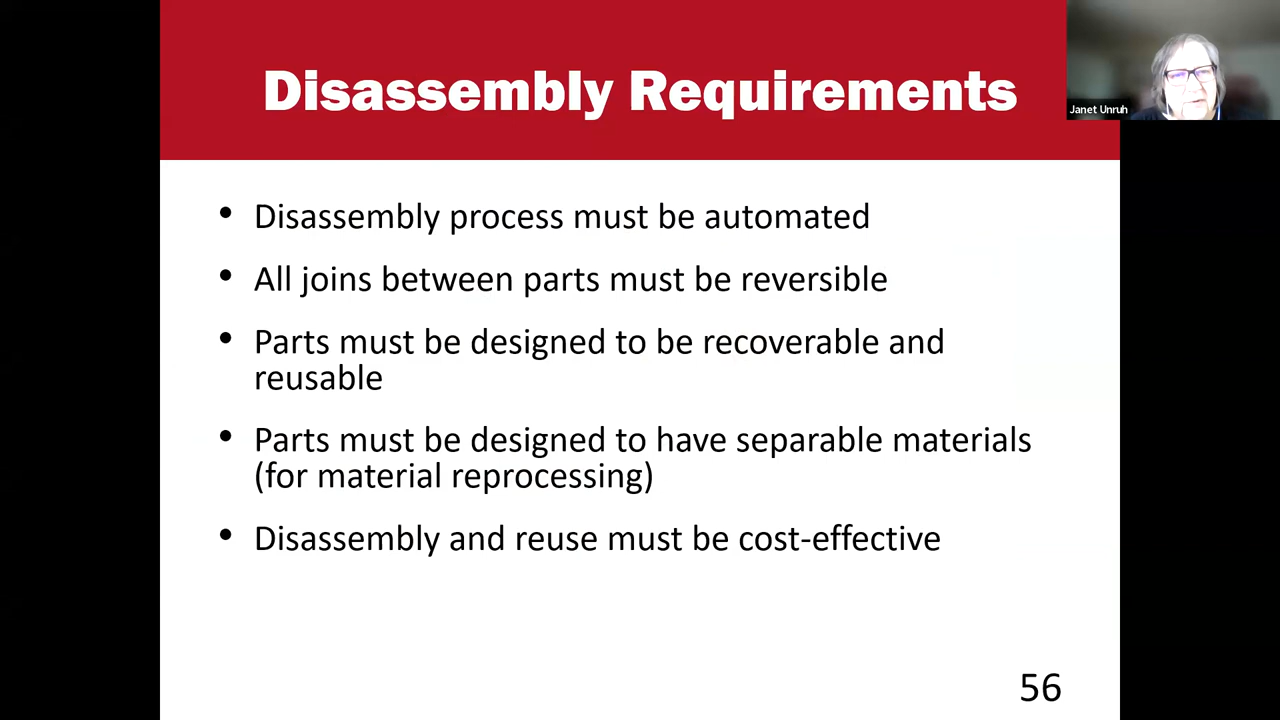 Disassembly Requirements
Janet Unruh
• Disassembly process must be automated
• All joins between parts must be reversible
• Parts must be designed to be recoverable and
reusable
• Parts must be designed to have separable materials
(for material reprocessing)
• Disassembly and reuse must be cost-effective
56